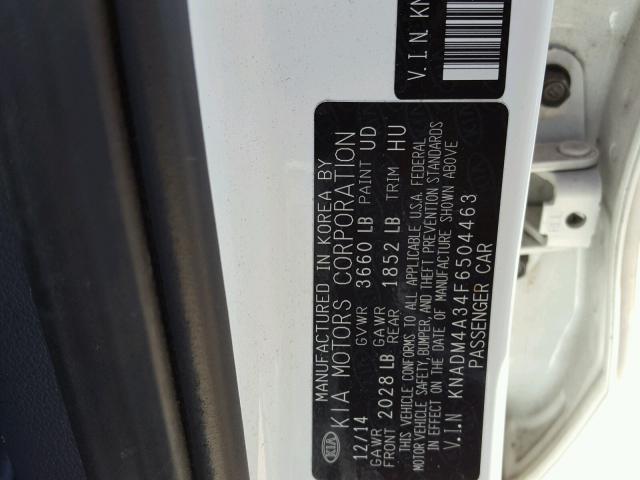 V.I.N KN
MANUFACTURED IN KOREA BY
KIA MOTORS CORPORATION
12/14 GVWR 3660 LB PAINT UD
GAWR FRONT 2028 LB GAWR REAR 1852 LB TRIM HU
THIS VEHICLE CONFORMS TO ALL APPLICABLE U.S.A. FEDERAL
MOTOR VEHICLE SAFETY, BUMPER, AND THEFT PREVENTION STANDARDS
IN EFFECT ON THE DATE OF MANUFACTURE SHOWN ABOVE
V.I.N KNADM4A34F6504463
PASSENGER CAR
KIA